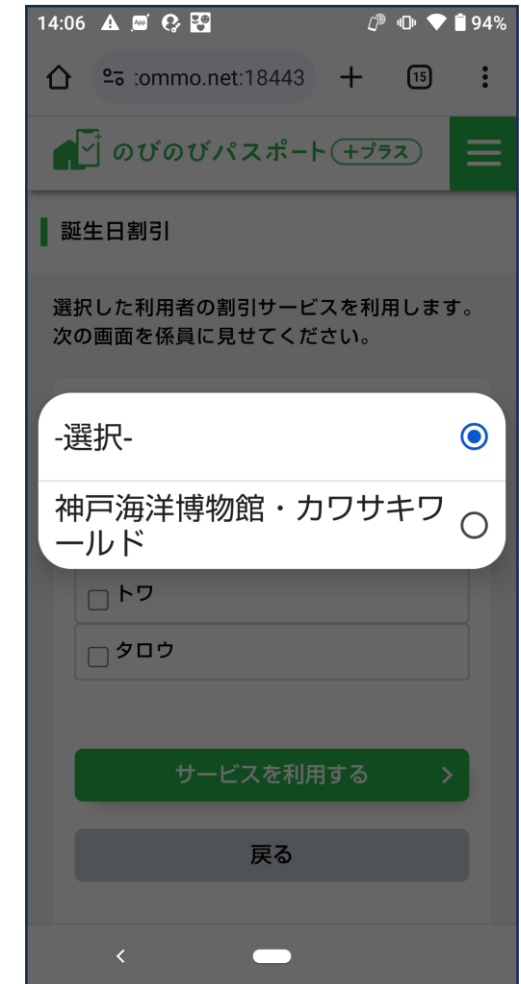 14:06
94%
:ommo.net:18443
15
のびのびパスポート +プラス
誕生日割引
選択した利用者の割引サービスを利用します。
次の画面を係員に見せてください。
-選択-
神戸海洋博物館・カワサキワ
ールド
トワ
タロウ
サービスを利用する
戻る